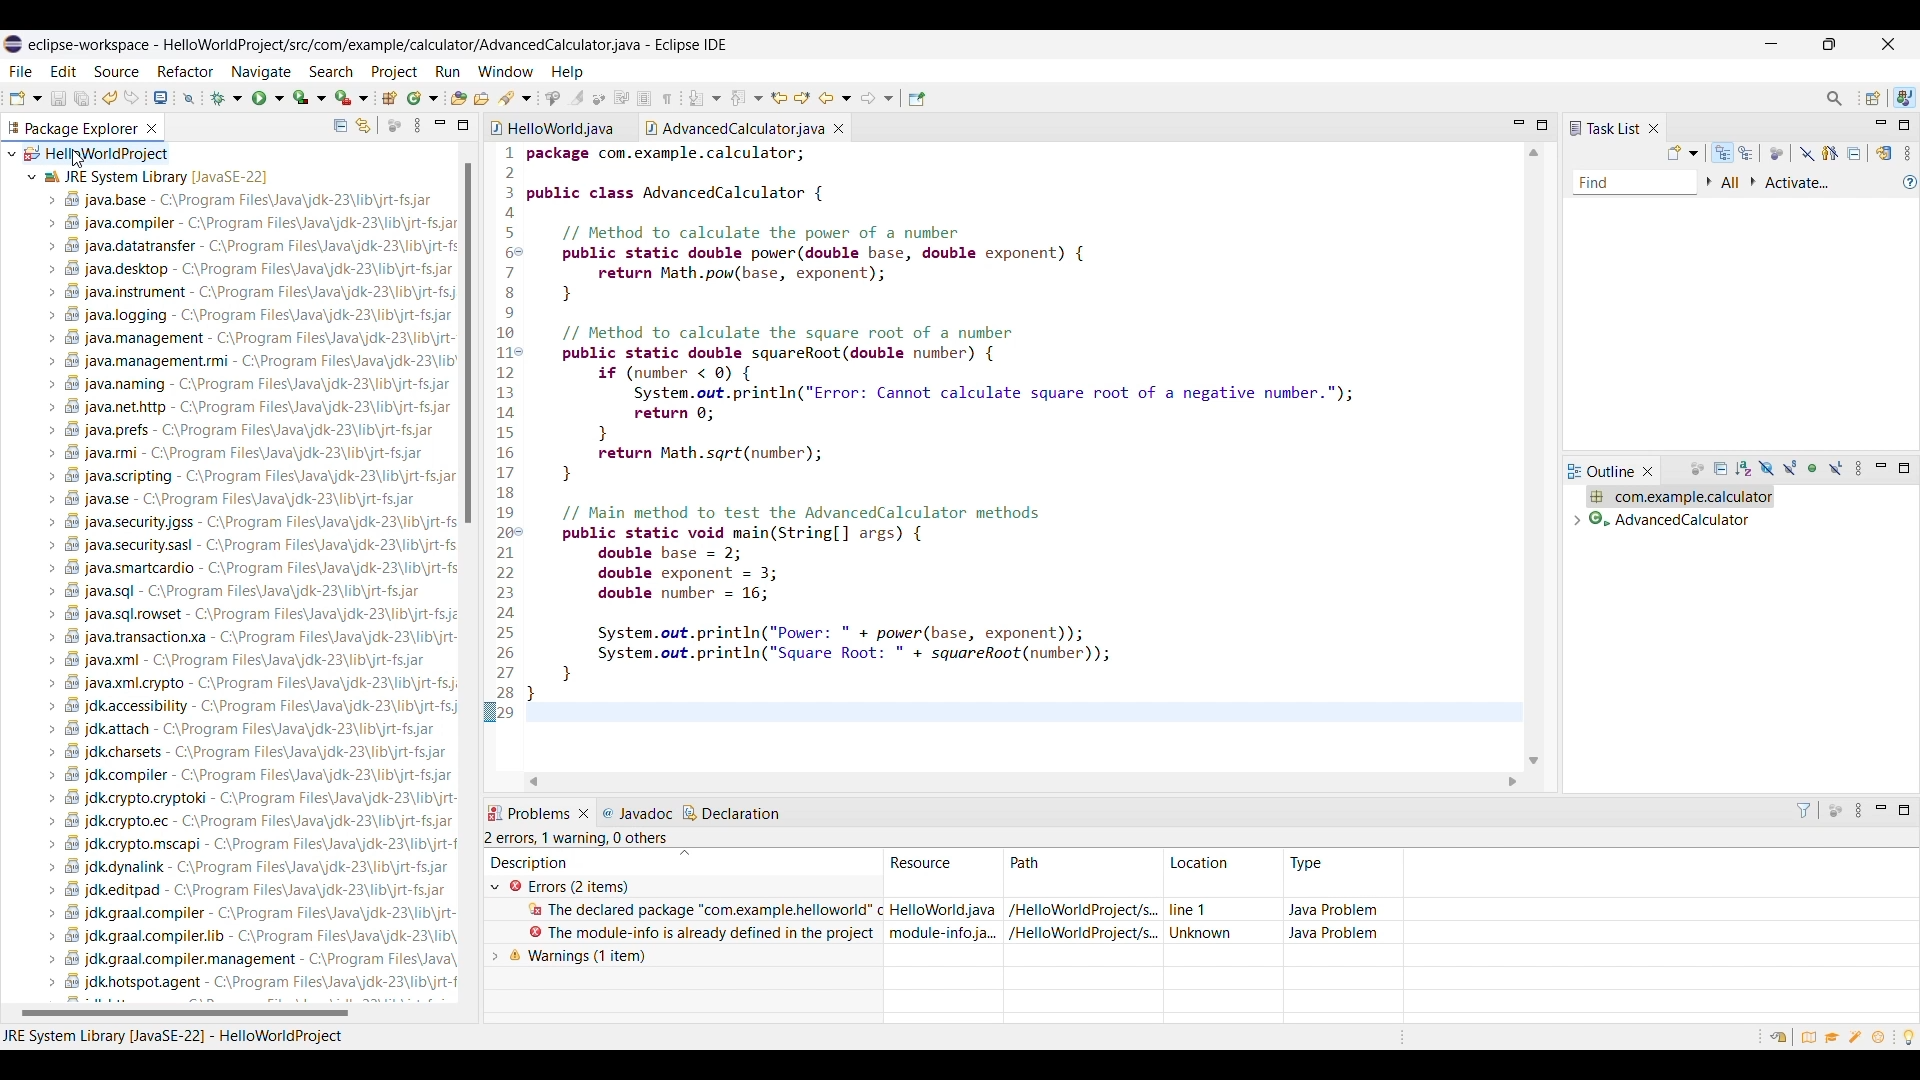 eclipse-workspace - HelloWorldProject/src/com/example/calculator/AdvancedCalculator.java - Eclipse IDE
File Edit Source Refactor Navigate Search Project Run Window Help
Package Explorer
HelloWorldProject
JRE System Library [JavaSE-22]
java.base - C:\Program Files\Java\jdk-23\lib\jrt-fs.jar
java.compiler - C:\Program Files\Java\jdk-23\lib\jrt-fs.jar
java.datatransfer - C:\Program Files\Java\jdk-23\lib\jrt-fs
java.desktop - C:\Program Files\Java\jdk-23\lib\jrt-fs.jar
java.instrument - C:\Program Files\Java\jdk-23\lib\jrt-fs.j
java.logging - C:\Program Files\Java\jdk-23\lib\jrt-fs.jar
java.management - C:\Program Files\Java\jdk-23\lib\jrt-
java.management.rmi - C:\Program Files\Java\jdk-23\lib\
java.naming - C:\Program Files\Java\jdk-23\lib\jrt-fs.jar
java.net.http - C:\Program Files\Java\jdk-23\lib\jrt-fs.jar
java.prefs - C:\Program Files\Java\jdk-23\lib\jrt-fs.jar
java.rmi - C:\Program Files\Java\jdk-23\lib\jrt-fs.jar
java.scripting - C:\Program Files\Java\jdk-23\lib\jrt-fs.jar
java.se - C:\Program Files\Java\jdk-23\lib\jrt-fs.jar
java.security.jgss - C:\Program Files\Java\jdk-23\lib\jrt-fs
java.security.sasl - C:\Program Files\Java\jdk-23\lib\jrt-fs
java.smartcardio - C:\Program Files\Java\jdk-23\lib\jrt-fs
java.sql - C:\Program Files\Java\jdk-23\lib\jrt-fs.jar
java.sql.rowset - C:\Program Files\Java\jdk-23\lib\jrt-fs.ja
java.transaction.xa - C:\Program Files\Java\jdk-23\lib\jrt-
java.xml - C:\Program Files\Java\jdk-23\lib\jrt-fs.jar
java.xml.crypto - C:\Program Files\Java\jdk-23\lib\jrt-fs.j
jdk.accessibility - C:\Program Files\Java\jdk-23\lib\jrt-fs.j
jdk.attach - C:\Program Files\Java\jdk-23\lib\jrt-fs.jar
jdk.charsets - C:\Program Files\Java\jdk-23\lib\jrt-fs.jar
jdk.compiler - C:\Program Files\Java\jdk-23\lib\jrt-fs.jar
jdk.crypto.cryptoki - C:\Program Files\Java\jdk-23\lib\jrt-
jdk.crypto.ec - C:\Program Files\Java\jdk-23\lib\jrt-fs.jar
jdk.crypto.mscapi - C:\Program Files\Java\jdk-23\lib\jrt-f
jdk.dynalink - C:\Program Files\Java\jdk-23\lib\jrt-fs.jar
jdk.editpad - C:\Program Files\Java\jdk-23\lib\jrt-fs.jar
jdk.graal.compiler - C:\Program Files\Java\jdk-23\lib\jrt-
jdk.graal.compiler.lib - C:\Program Files\Java\jdk-23\lib\
jdk.graal.compiler.management - C:\Program Files\Java\
jdk.hotspot.agent - C:\Program Files\Java\jdk-23\lib\jrt-f
HelloWorld.java AdvancedCalculator.java
1 package com.example.calculator;
2
3 public class AdvancedCalculator {
4
5 // Method to calculate the power of a number
6 public static double power(double base, double exponent) {
7 return Math.pow(base, exponent);
8 }
9
10 // Method to calculate the square root of a number
11 public static double squareRoot(double number) {
12 if (number < 0) {
13 System.out.println("Error: Cannot calculate square root of a negative number.");
14 return 0;
15 }
16 return Math.sqrt(number);
17 }
18
19 // Main method to test the AdvancedCalculator methods
20 public static void main(String[] args) {
21 double base = 2;
22 double exponent = 3;
23 double number = 16;
24
25 System.out.println("Power: " + power(base, exponent));
26 System.out.println("Square Root: " + squareRoot(number));
27 }
28 }
29
Task List
Find All Activate...
Outline
com.example.calculator
AdvancedCalculator
Problems Javadoc Declaration
2 errors, 1 warning, 0 others
Description Resource Path Location Type
Errors (2 items)
The declared package "com.example.helloworld" c HelloWorld.java /HelloWorldProject/s... line 1 Java Problem
The module-info is already defined in the project module-info.ja... /HelloWorldProject/s... Unknown Java Problem
Warnings (1 item)
JRE System Library [JavaSE-22] - HelloWorldProject